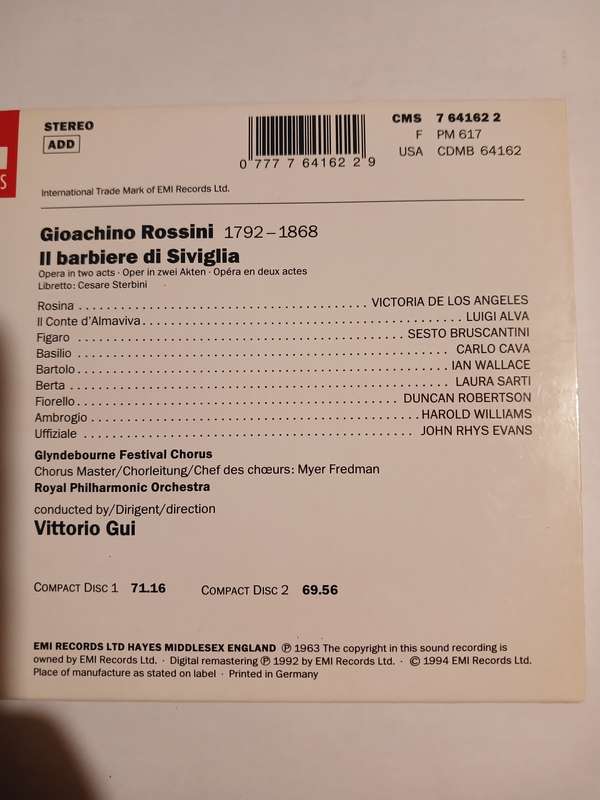 S
STEREO
ADD
0 777 7 64162 2 9
CMS 7 64162 2
F PM 617
USA CDMB 64162
International Trade Mark of EMI Records Ltd.
Gioachino Rossini 1792–1868
Il barbiere di Siviglia
Opera in two acts · Oper in zwei Akten · Opéra en deux actes
Libretto: Cesare Sterbini
Rosina ........................ VICTORIA DE LOS ANGELES
Il Conte d'Almaviva ........................ LUIGI ALVA
Figaro ........................ SESTO BRUSCANTINI
Basilio ........................ CARLO CAVA
Bartolo ........................ IAN WALLACE
Berta ........................ LAURA SARTI
Fiorello ........................ DUNCAN ROBERTSON
Ambrogio ........................ HAROLD WILLIAMS
Uffiziale ........................ JOHN RHYS EVANS
Glyndebourne Festival Chorus
Chorus Master/Chorleitung/Chef des chœurs: Myer Fredman
Royal Philharmonic Orchestra
conducted by/Dirigent/direction
Vittorio Gui
COMPACT DISC 1 71.16 COMPACT DISC 2 69.56
EMI RECORDS LTD HAYES MIDDLESEX ENGLAND ℗ 1963 The copyright in this sound recording is
owned by EMI Records Ltd. · Digital remastering ℗ 1992 by EMI Records Ltd. · © 1994 EMI Records Ltd.
Place of manufacture as stated on label · Printed in Germany